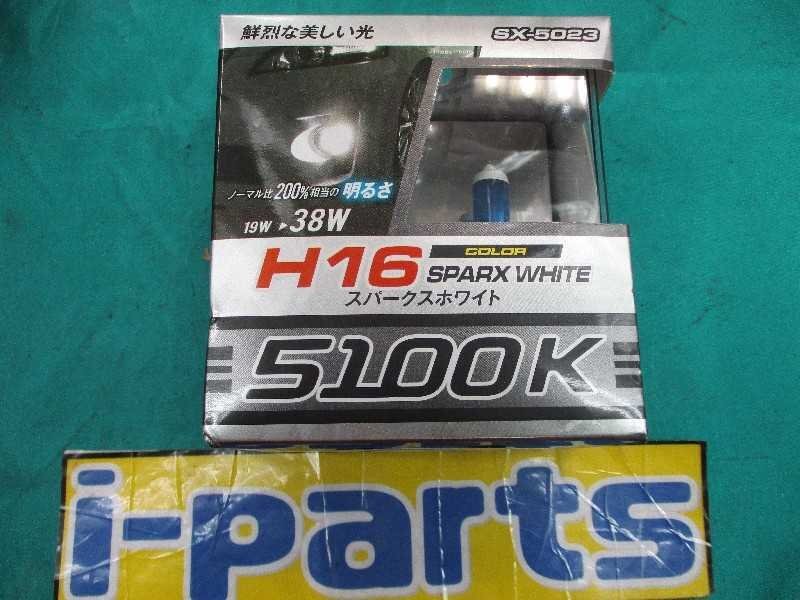 鮮烈な美しい光
SX-5023
ノーマル比200%相当の明るさ
19W ▶ 38W
H16
COLOR
SPARX WHITE
スパークスホワイト
5100K
i-parts